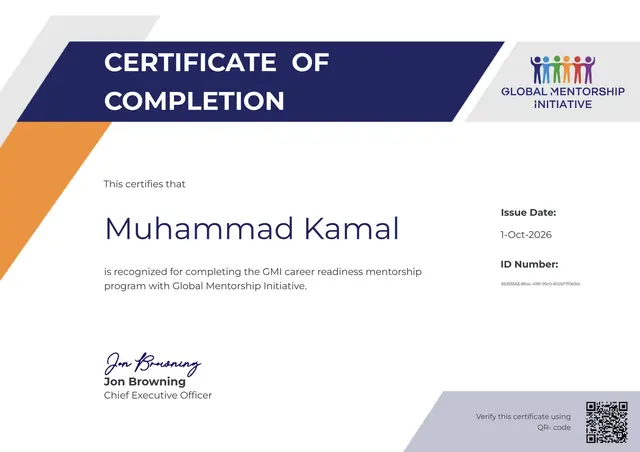 CERTIFICATE OF
COMPLETION
GLOBAL MENTORSHIP
INITIATIVE
This certifies that
Muhammad Kamal
is recognized for completing the GMI career readiness mentorship
program with Global Mentorship Initiative.
Issue Date:
1-Oct-2026
ID Number:
Jon Browning
Jon Browning
Chief Executive Officer
Verify this certificate using
QR- code